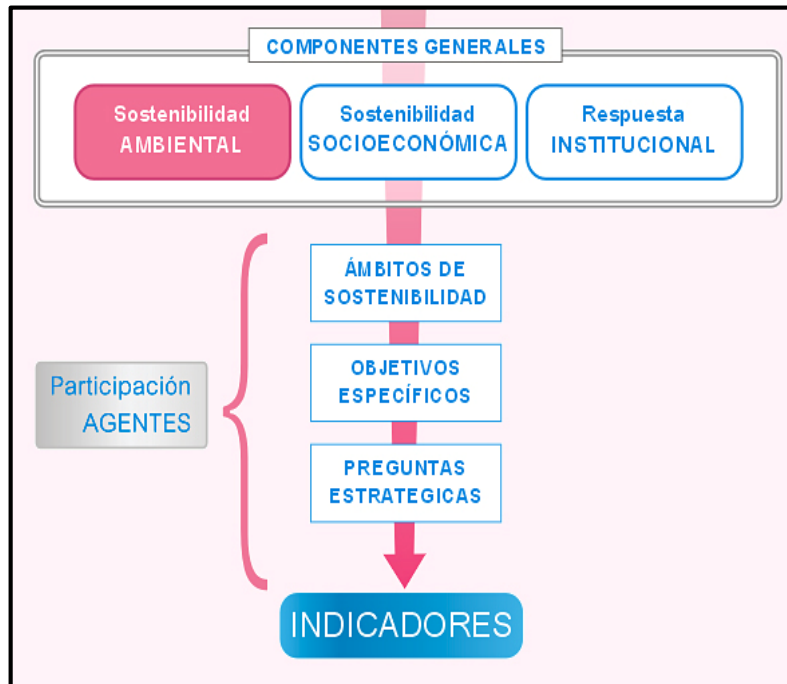 COMPONENTES GENERALES
Sostenibilidad
AMBIENTAL
Sostenibilidad
SOCIOECONÓMICA
Respuesta
INSTITUCIONAL
ÁMBITOS DE
SOSTENIBILIDAD
OBJETIVOS
ESPECÍFICOS
Participación
AGENTES
PREGUNTAS
ESTRATEGICAS
INDICADORES